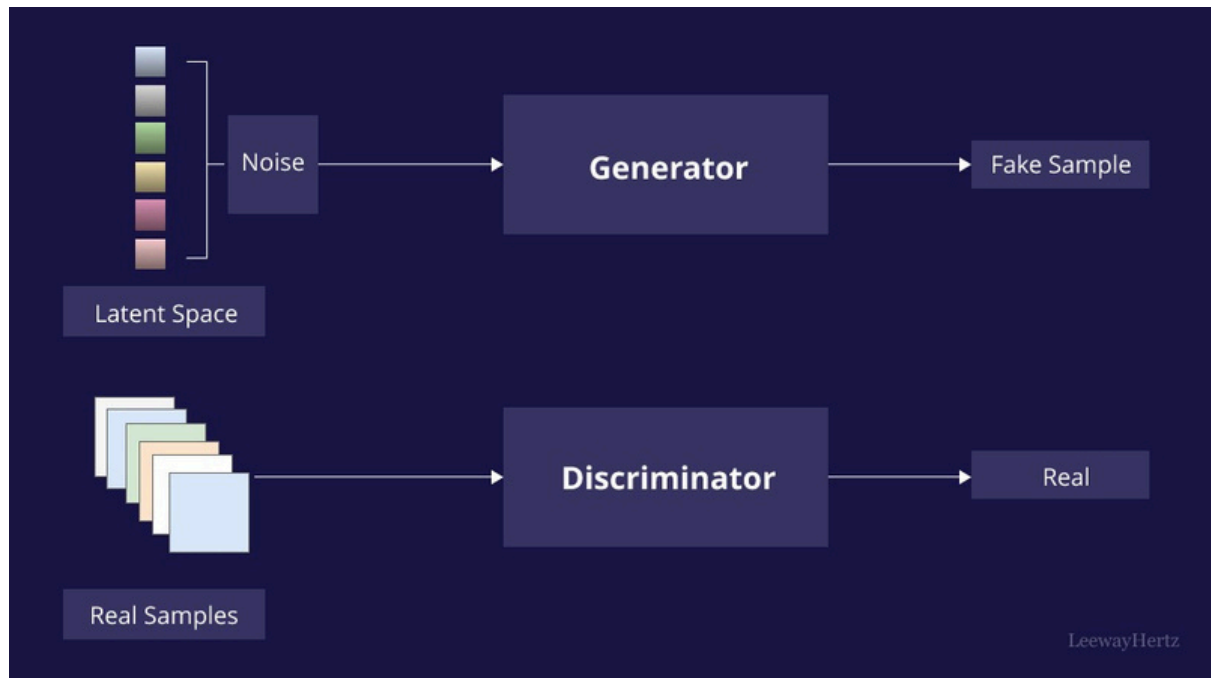 Noise
Generator
Fake Sample
Latent Space
Discriminator
Real
Real Samples
LeewayHertz